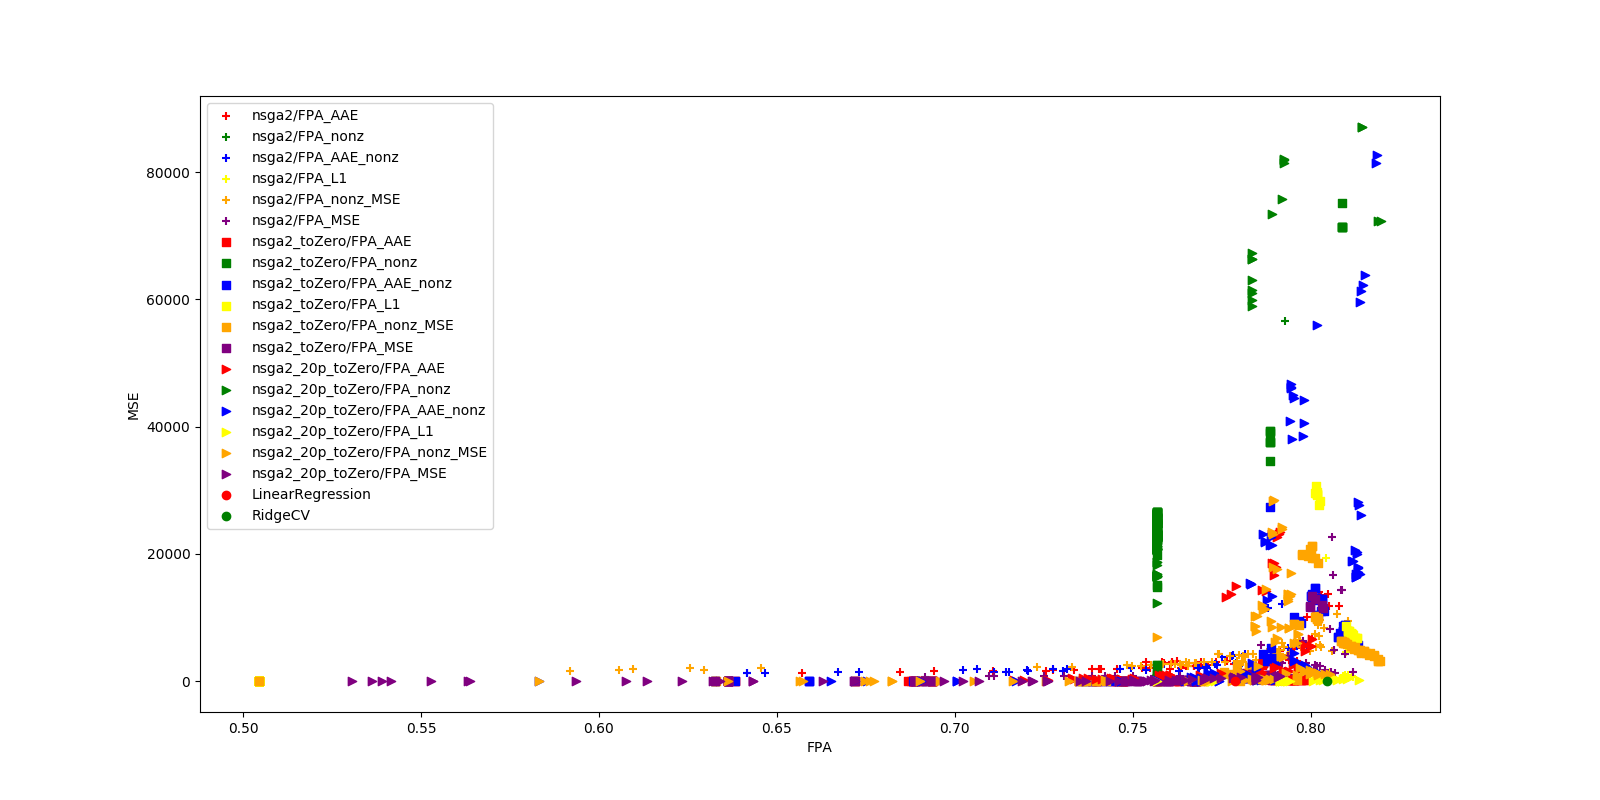 nsga2/FPA_AAE
nsga2/FPA_nonz
nsga2/FPA_AAE_nonz
nsga2/FPA_L1
nsga2/FPA_nonz_MSE
nsga2/FPA_MSE
nsga2_toZero/FPA_AAE
nsga2_toZero/FPA_nonz
nsga2_toZero/FPA_AAE_nonz
nsga2_toZero/FPA_L1
nsga2_toZero/FPA_nonz_MSE
nsga2_toZero/FPA_MSE
nsga2_20p_toZero/FPA_AAE
nsga2_20p_toZero/FPA_nonz
nsga2_20p_toZero/FPA_AAE_nonz
nsga2_20p_toZero/FPA_L1
nsga2_20p_toZero/FPA_nonz_MSE
nsga2_20p_toZero/FPA_MSE
LinearRegression
RidgeCV
80000
60000
40000
20000
0
MSE
0.50 0.55 0.60 0.65 0.70 0.75 0.80
FPA